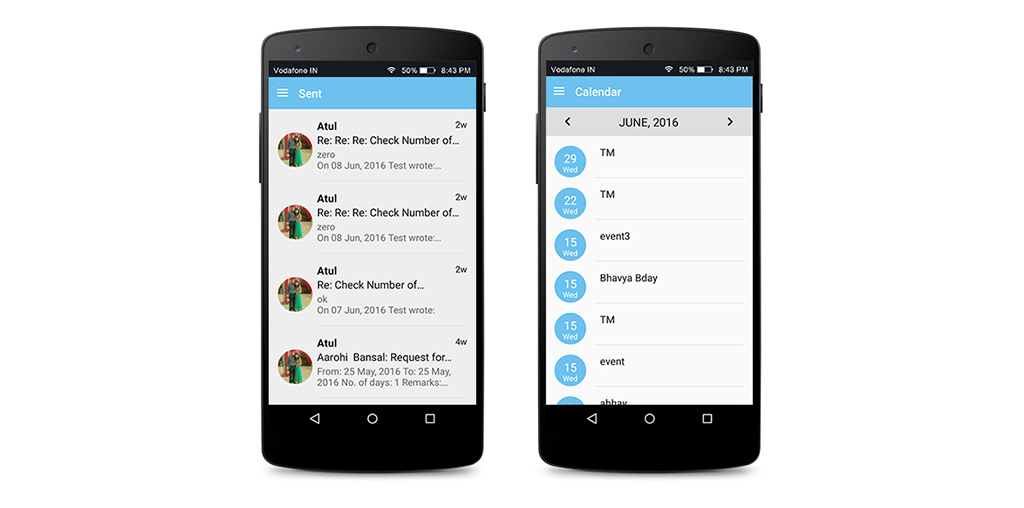 Vodafone IN 50% 8:43 PM
Sent
Atul 2w
Re: Re: Re: Check Number of...
zero
On 08 Jun, 2016 Test wrote:...
Atul 2w
Re: Re: Re: Check Number of...
zero
On 08 Jun, 2016 Test wrote:...
Atul 2w
Re: Check Number of...
ok
On 07 Jun, 2016 Test wrote:
Atul 4w
Aarohi Bansal: Request for...
From: 25 May, 2016 To: 25 May,
2016 No. of days: 1 Remarks:...
Vodafone IN 50% 8:43 PM
Calendar
JUNE, 2016
29 TM
Wed
22 TM
Wed
15 event3
Wed
15 Bhavya Bday
Wed
15 TM
Wed
15 event
Wed
abhay